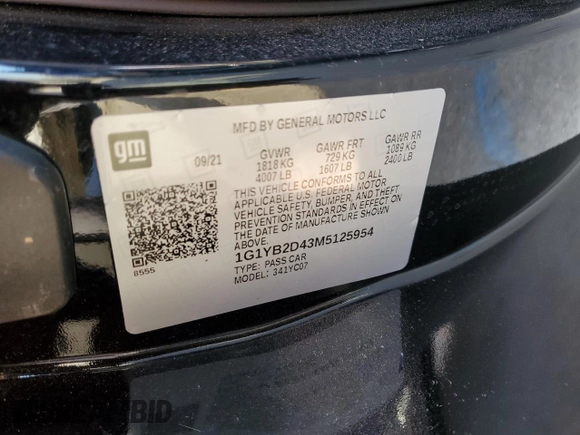 MFD BY GENERAL MOTORS LLC
gm
09/21
GVWR
1818 KG
4007 LB
GAWR FRT
729 KG
1607 LB
GAWR RR
1089 KG
2400 LB
THIS VEHICLE CONFORMS TO ALL
APPLICABLE U.S. FEDERAL MOTOR
VEHICLE SAFETY, BUMPER, AND THEFT
PREVENTION STANDARDS IN EFFECT ON
THE DATE OF MANUFACTURE SHOWN
ABOVE.
1G1YB2D43M5125954
TYPE: PASS CAR
MODEL: 341YC07
8555